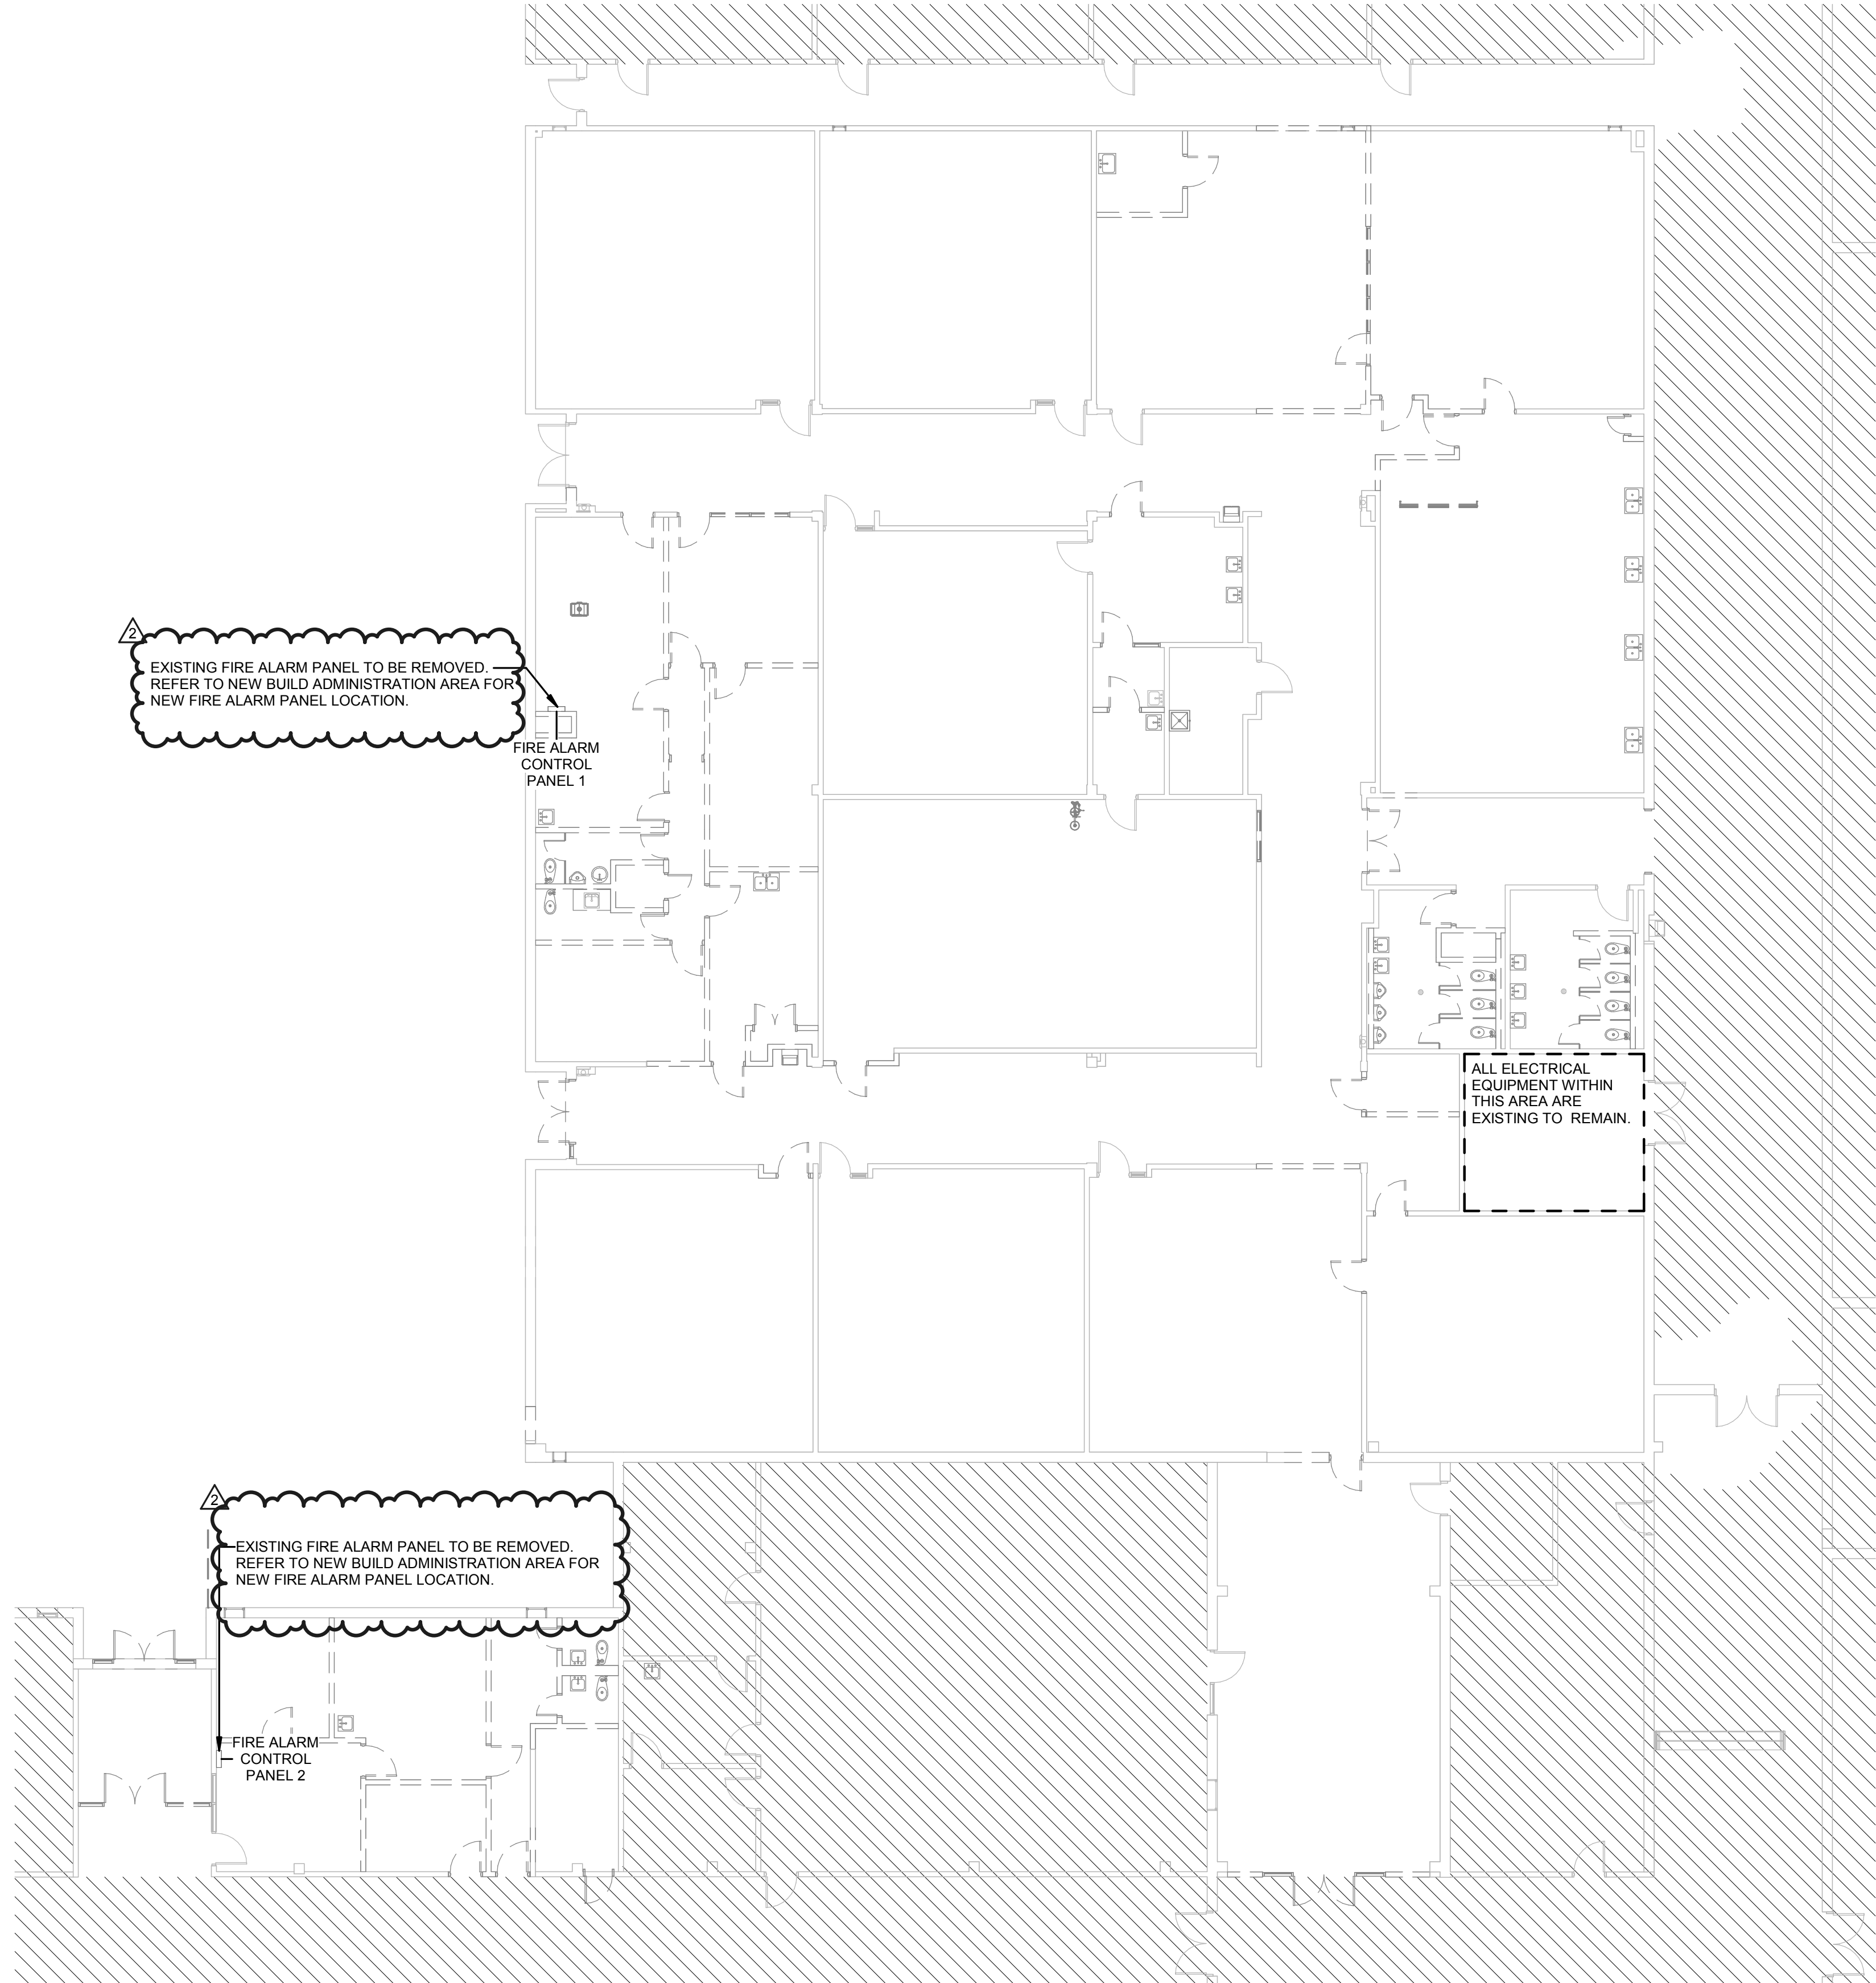 2
EXISTING FIRE ALARM PANEL TO BE REMOVED.
REFER TO NEW BUILD ADMINISTRATION AREA FOR
NEW FIRE ALARM PANEL LOCATION.
FIRE ALARM
CONTROL
PANEL 1
ALL ELECTRICAL
EQUIPMENT WITHIN
THIS AREA ARE
EXISTING TO REMAIN.
2
EXISTING FIRE ALARM PANEL TO BE REMOVED.
REFER TO NEW BUILD ADMINISTRATION AREA FOR
NEW FIRE ALARM PANEL LOCATION.
FIRE ALARM
CONTROL
PANEL 2